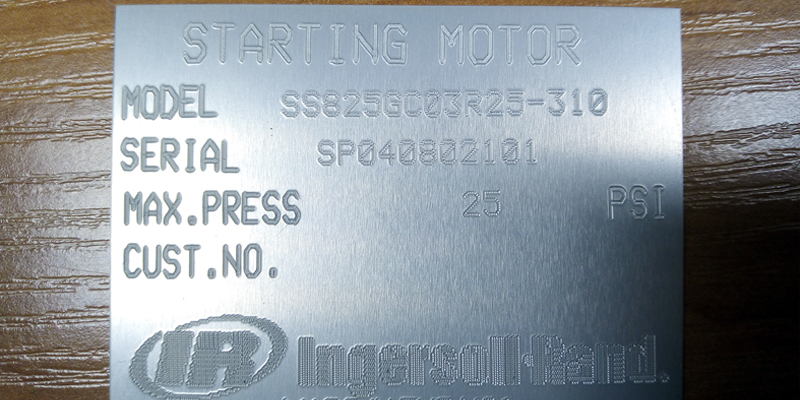 STARTING MOTOR
MODEL SS825GC03R25-310
SERIAL SP040802101
MAX.PRESS 25 PSI
CUST.NO.
IR Ingersoll-Rand.